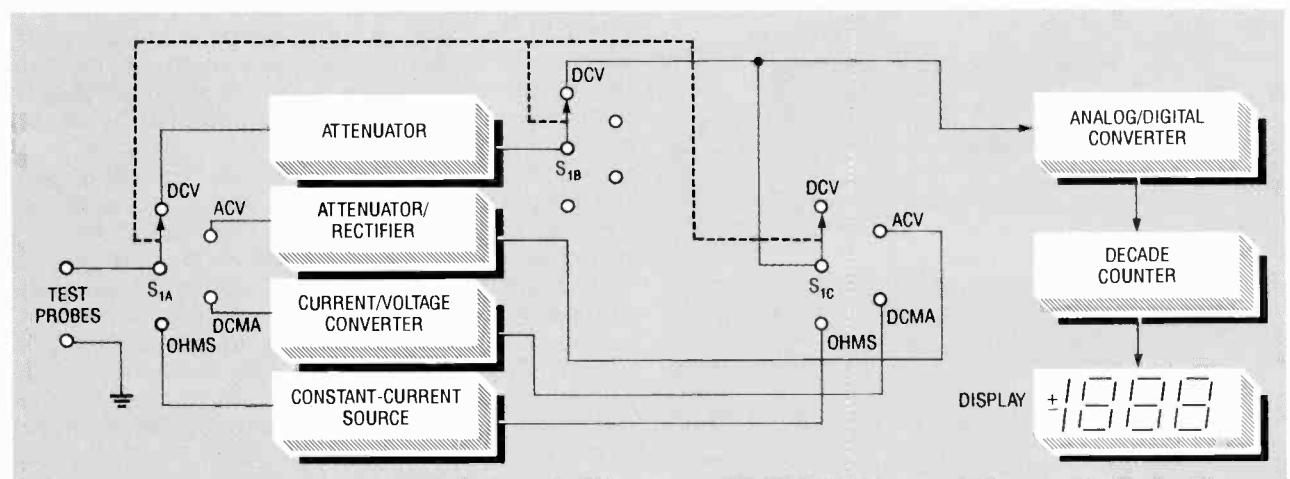 ATTENUATOR
DCV
S1B
ANALOG/DIGITAL
CONVERTER
DCV
ACV
ATTENUATOR/
RECTIFIER
DCV
ACV
S1A
TEST
PROBES
DCMA
OHMS
CURRENT/VOLTAGE
CONVERTER
S1C
DCMA
OHMS
DECADE
COUNTER
CONSTANT-CURRENT
SOURCE
DISPLAY
±1888